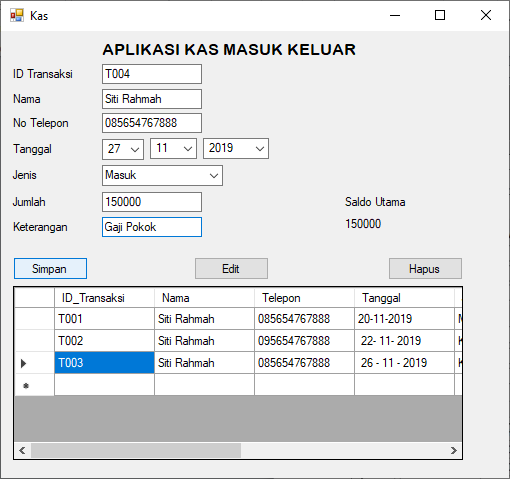 Kas
APLIKASI KAS MASUK KELUAR
ID Transaksi T004
Nama Siti Rahmah
No Telepon 085654767888
Tanggal 27 11 2019
Jenis Masuk
Jumlah 150000 Saldo Utama
150000
Keterangan Gaji Pokok
Simpan Edit Hapus
ID_Transaksi Nama Telepon Tanggal
T001 Siti Rahmah 085654767888 20-11-2019
T002 Siti Rahmah 095654767888 22- 11- 2019
T003 Siti Rahmah 085654767888 26 - 11 - 2019